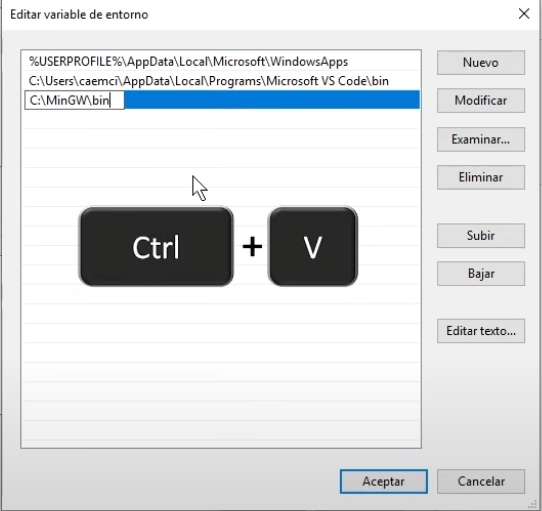 Editar variable de entorno
%USERPROFILE%\AppData\Local\Microsoft\WindowsApps
C:\Users\caemci\AppData\Local\Programs\Microsoft VS Code\bin
C:\MinGW\bin
Nuevo
Modificar
Examinar...
Eliminar
Subir
Bajar
Editar texto...
Ctrl + V
Aceptar
Cancelar